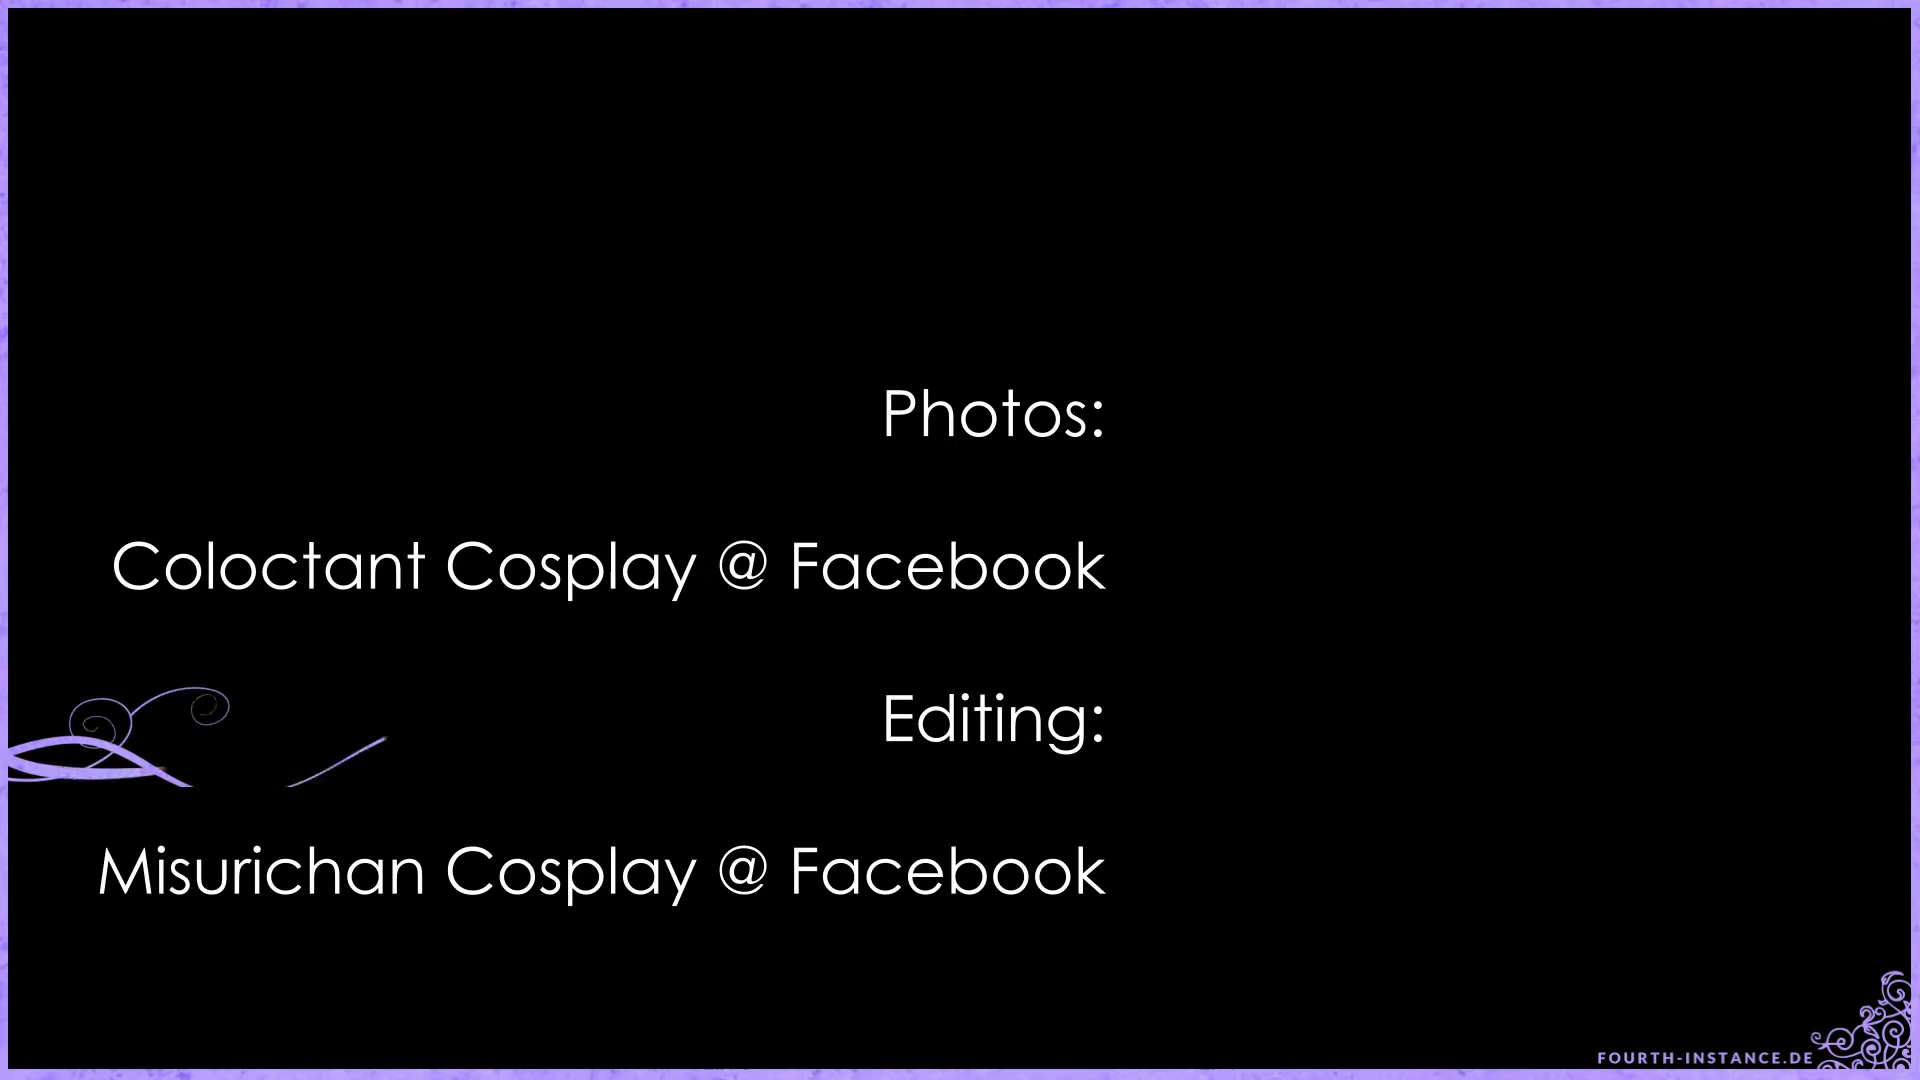 Photos:
Coloctant Cosplay @ Facebook
Editing:
Misurichan Cosplay @ Facebook
FOURTH-INSTANCE.DE